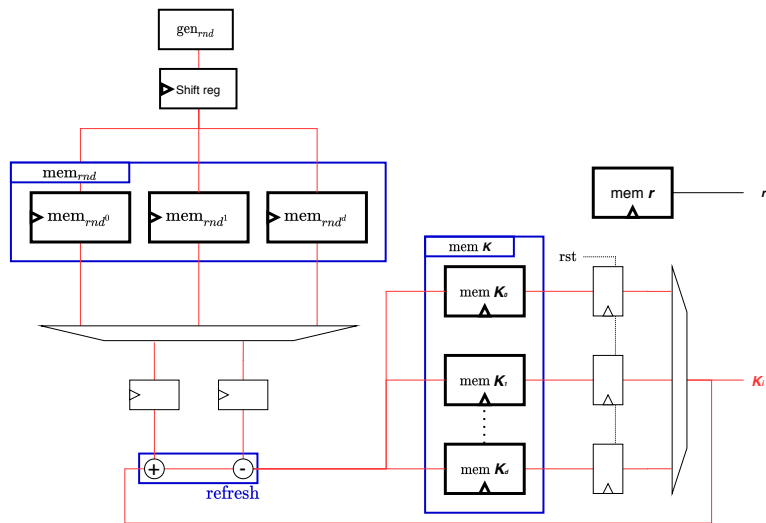 gen_rnd
Shift reg
mem_rnd
mem_rnd^0 mem_rnd^1 mem_rnd^d
mem r r
mem K
rst
mem K_0
mem K_1 K_i
mem K_d
+ -
refresh